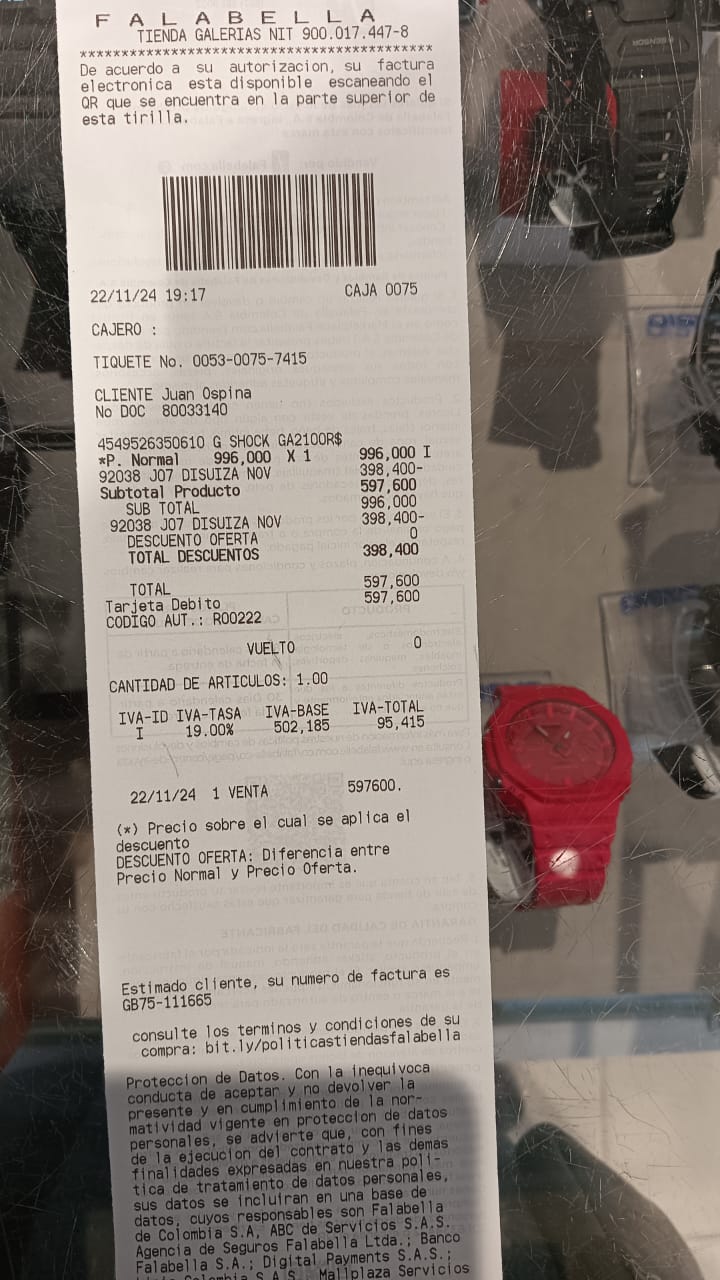 F A L A B E L L A
TIENDA GALERIAS NIT 900.017.447-8
*******************************************
De acuerdo a su autorizacion, su factura
electronica esta disponible escaneando el
QR que se encuentra en la parte superior de
esta tirilla.
22/11/24 19:17 CAJA 0075
CAJERO :
TIQUETE No. 0053-0075-7415
CLIENTE Juan Ospina
No DOC 80033140
4549526350610 G SHOCK GA2100R$
*P. Normal 996,000 X 1 996,000 I
92038 J07 DISUIZA NOV 398,400-
Subtotal Producto 597,600
SUB TOTAL 996,000
92038 J07 DISUIZA NOV 398,400-
DESCUENTO OFERTA 0
TOTAL DESCUENTOS 398,400
TOTAL 597,600
Tarjeta Debito 597,600
CODIGO AUT.: R00222
VUELTO 0
CANTIDAD DE ARTICULOS: 1.00
IVA-ID IVA-TASA IVA-BASE IVA-TOTAL
I 19.00% 502,185 95,415
22/11/24 1 VENTA 597600.
(*) Precio sobre el cual se aplica el
descuento
DESCUENTO OFERTA: Diferencia entre
Precio Normal y Precio Oferta.
Estimado cliente, su numero de factura es
GB75-111665
consulte los terminos y condiciones de su
compra: bit.ly/politicastiendasfalabella
Proteccion de Datos. Con la inequivoca
conducta de aceptar y no devolver la
presente y en cumplimiento de la nor-
matividad vigente en proteccion de datos
personales, se advierte que, con fines
de la ejecucion del contrato y las demas
finalidades expresadas en nuestra poli-
tica de tratamiento de datos personales,
sus datos se incluiran en una base de
datos, cuyos responsables son Falabella
de Colombia S.A, ABC de Servicios S.A.S.
Agencia de Seguros Falabella Ltda.; Banco
Falabella S.A.; Digital Payments S.A.S.;
Colombia S.A.S. Mallplaza Servicios